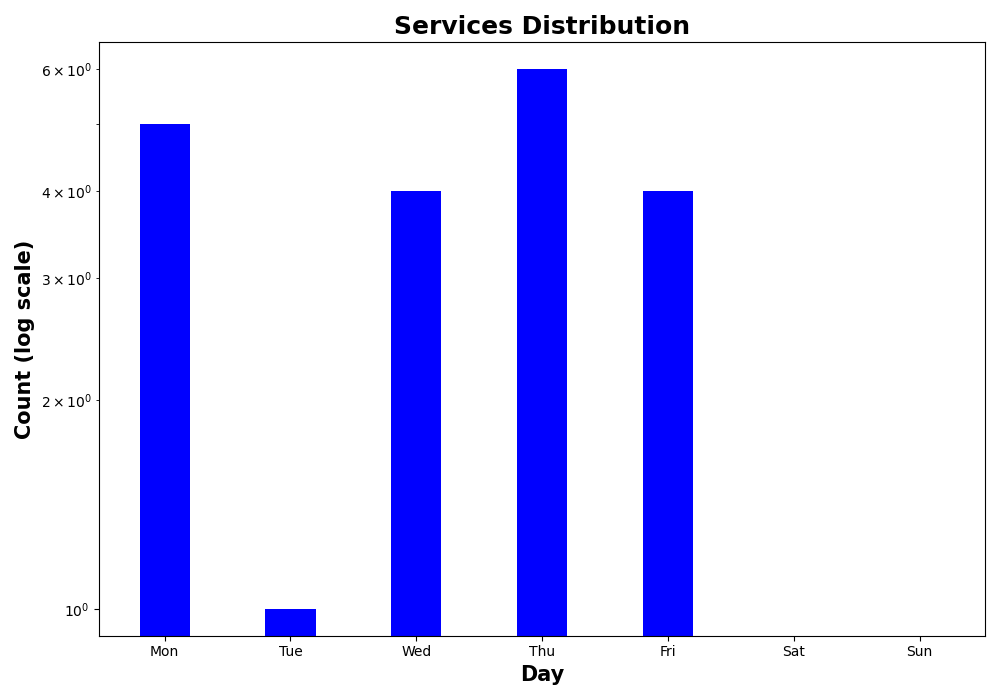 Services Distribution
6 × 10⁰
4 × 10⁰
3 × 10⁰
2 × 10⁰
10⁰
Count (log scale)
Mon Tue Wed Thu Fri Sat Sun
Day